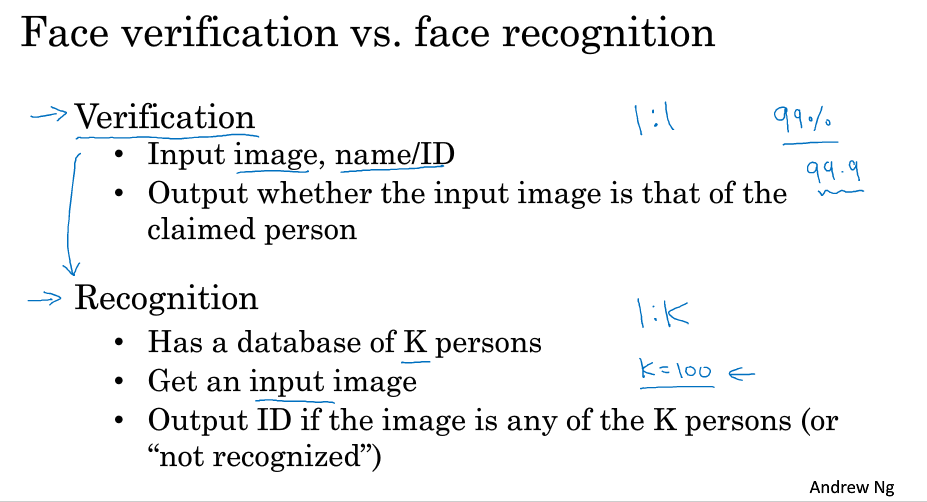 Face verification vs. face recognition
→ Verification
1:1
99%
• Input image, name/ID
99.9
• Output whether the input image is that of the
claimed person
→ Recognition
1:K
• Has a database of K persons
K=100 ←
• Get an input image
• Output ID if the image is any of the K persons (or
“not recognized”)
Andrew Ng